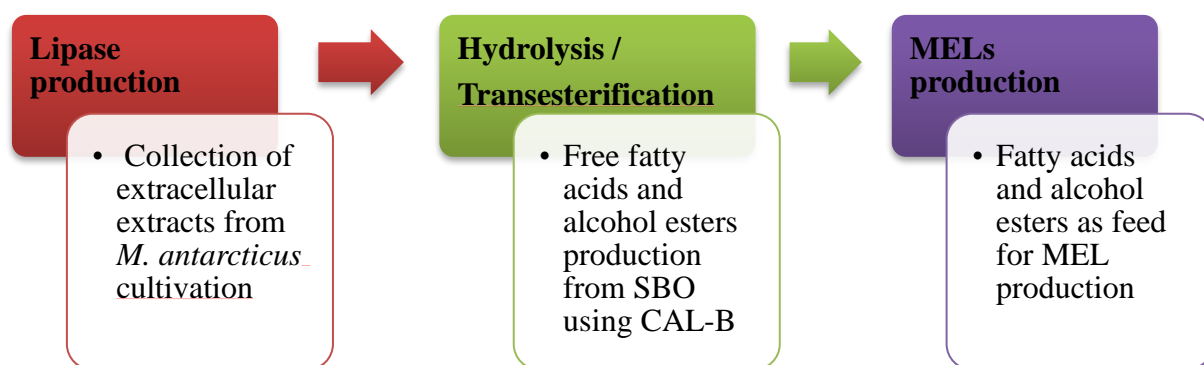 Lipase
production
• Collection of
extracellular
extracts from
M. antarcticus
cultivation
Hydrolysis /
Transesterification
• Free fatty
acids and
alcohol esters
production
from SBO
using CAL-B
MELs
production
• Fatty acids
and alcohol
esters as feed
for MEL
production